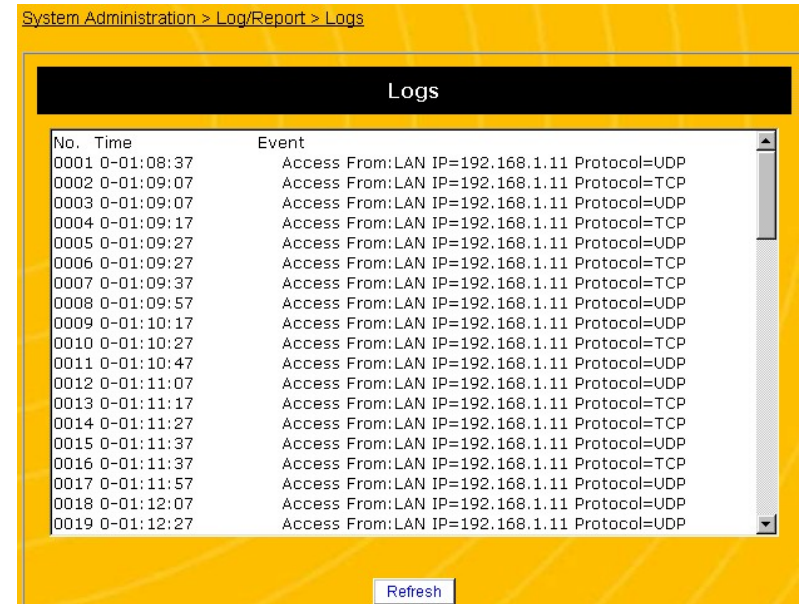 System Administration > Log/Report > Logs
Logs
No. Time Event
0001 0-01:08:37 Access From:LAN IP=192.168.1.11 Protocol=UDP
0002 0-01:09:07 Access From:LAN IP=192.168.1.11 Protocol=TCP
0003 0-01:09:07 Access From:LAN IP=192.168.1.11 Protocol=UDP
0004 0-01:09:17 Access From:LAN IP=192.168.1.11 Protocol=TCP
0005 0-01:09:27 Access From:LAN IP=192.168.1.11 Protocol=UDP
0006 0-01:09:27 Access From:LAN IP=192.168.1.11 Protocol=TCP
0007 0-01:09:37 Access From:LAN IP=192.168.1.11 Protocol=TCP
0008 0-01:09:57 Access From:LAN IP=192.168.1.11 Protocol=UDP
0009 0-01:10:17 Access From:LAN IP=192.168.1.11 Protocol=UDP
0010 0-01:10:27 Access From:LAN IP=192.168.1.11 Protocol=TCP
0011 0-01:10:47 Access From:LAN IP=192.168.1.11 Protocol=UDP
0012 0-01:11:07 Access From:LAN IP=192.168.1.11 Protocol=UDP
0013 0-01:11:17 Access From:LAN IP=192.168.1.11 Protocol=TCP
0014 0-01:11:27 Access From:LAN IP=192.168.1.11 Protocol=TCP
0015 0-01:11:37 Access From:LAN IP=192.168.1.11 Protocol=UDP
0016 0-01:11:37 Access From:LAN IP=192.168.1.11 Protocol=TCP
0017 0-01:11:57 Access From:LAN IP=192.168.1.11 Protocol=UDP
0018 0-01:12:07 Access From:LAN IP=192.168.1.11 Protocol=UDP
0019 0-01:12:27 Access From:LAN IP=192.168.1.11 Protocol=UDP
Refresh